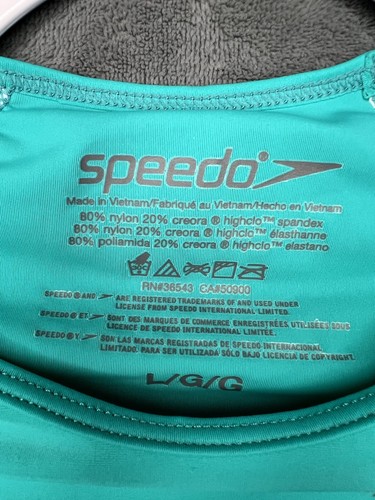 speedo®
Made in Vietnam/Fabriqué au Vietnam/Hecho en Vietnam
80% nylon 20% creora ® highclo™ spandex
80% nylon 20% creora ® highclo™ élasthanne
80% poliamida 20% creora ® highclo™ elastano
RN#36543 CA#50900
SPEEDO ® AND ARE REGISTERED TRADEMARKS OF AND USED UNDER
LICENSE FROM SPEEDO INTERNATIONAL LIMITED.
SPEEDO ® ET SONT DES MARQUES DE COMMERCE ENREGISTRÉES, UTILISÉES SOUS
LICENCE DE SPEEDO INTERNATIONAL LIMITED.
SPEEDO ® Y SON LAS MARCAS REGISTRADAS DE SPEEDO INTERNACIONAL
LIMITADO. PARA SER UTILIZADA SÓLO BAJO LICENCIA DE COPYRIGHT.
L/G/G